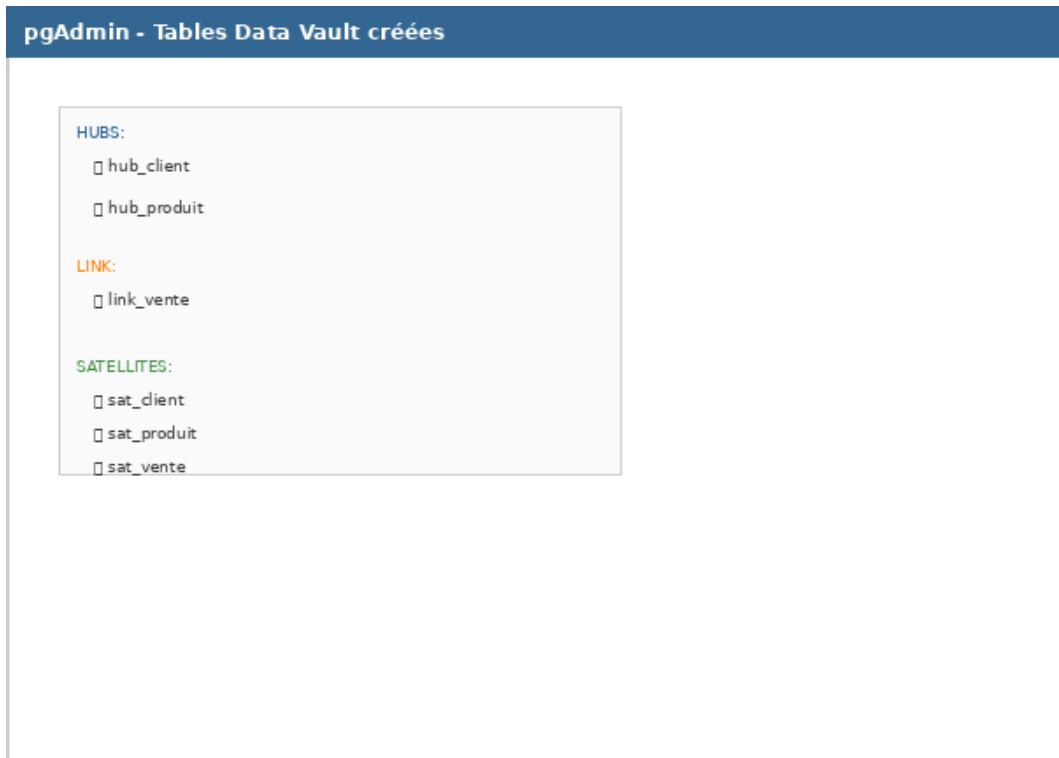 pgAdmin - Tables Data Vault créées
HUBS:
▯ hub_client
▯ hub_produit
LINK:
▯ link_vente
SATELLITES:
▯ sat_client
▯ sat_produit
▯ sat_vente